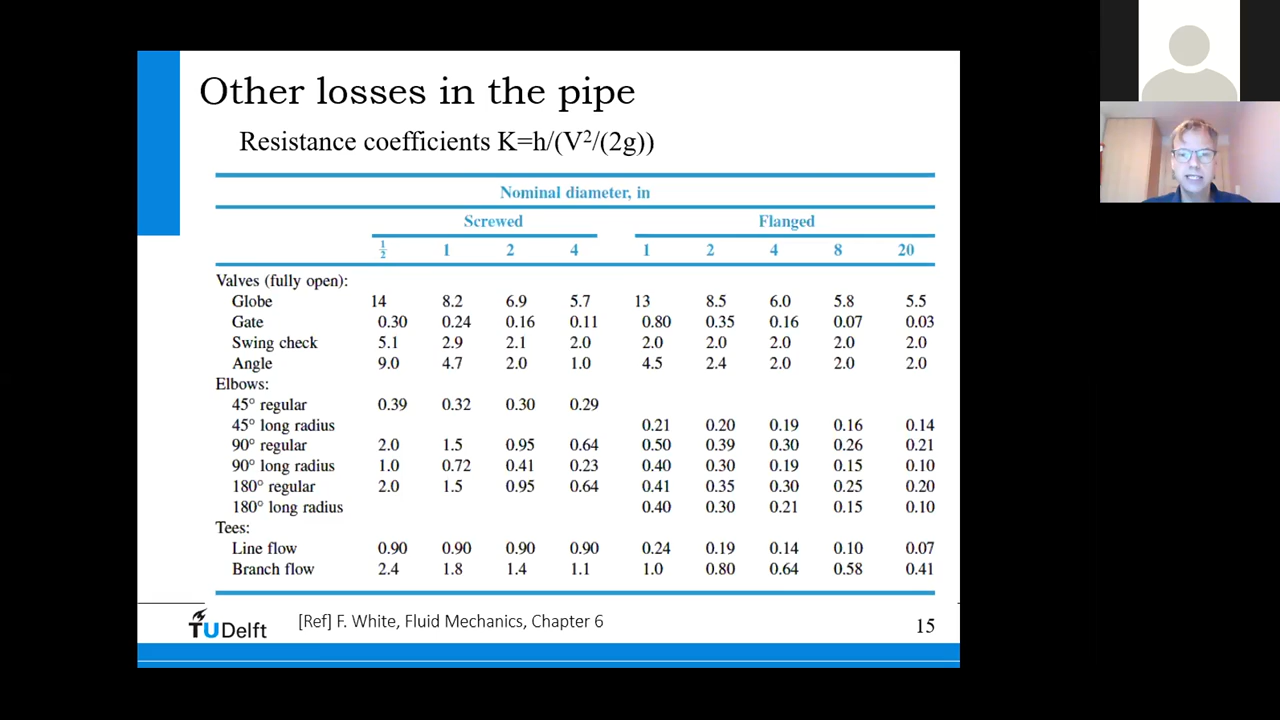 Other losses in the pipe
Resistance coefficients K=h/(V²/(2g))
Nominal diameter, in
Screwed Flanged
½ 1 2 4 1 2 4 8 20
Valves (fully open):
Globe 14 8.2 6.9 5.7 13 8.5 6.0 5.8 5.5
Gate 0.30 0.24 0.16 0.11 0.80 0.35 0.16 0.07 0.03
Swing check 5.1 2.9 2.1 2.0 2.0 2.0 2.0 2.0 2.0
Angle 9.0 4.7 2.0 1.0 4.5 2.4 2.0 2.0 2.0
Elbows:
45° regular 0.39 0.32 0.30 0.29
45° long radius 0.21 0.20 0.19 0.16 0.14
90° regular 2.0 1.5 0.95 0.64 0.50 0.39 0.30 0.26 0.21
90° long radius 1.0 0.72 0.41 0.23 0.40 0.30 0.19 0.15 0.10
180° regular 2.0 1.5 0.95 0.64 0.41 0.35 0.30 0.25 0.20
180° long radius 0.40 0.30 0.21 0.15 0.10
Tees:
Line flow 0.90 0.90 0.90 0.90 0.24 0.19 0.14 0.10 0.07
Branch flow 2.4 1.8 1.4 1.1 1.0 0.80 0.64 0.58 0.41
TUDelft [Ref] F. White, Fluid Mechanics, Chapter 6 15